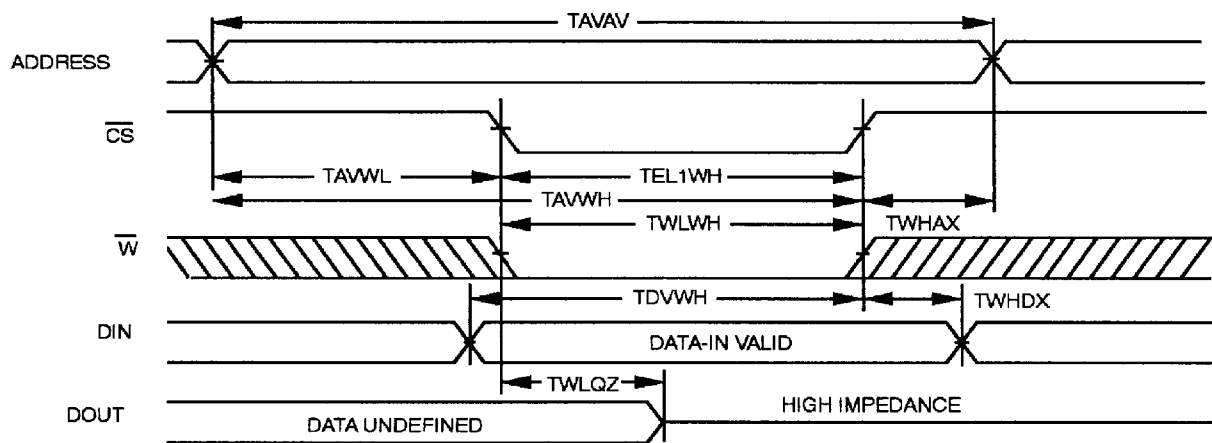 TAVAV
ADDRESS
CS
TAVWL
TEL1WH
TAVWH
TWLWH
TWHAX
W
TDVWH
TWHDX
DIN
DATA-IN VALID
TWLQZ
DOUT
DATA UNDEFINED
HIGH IMPEDANCE